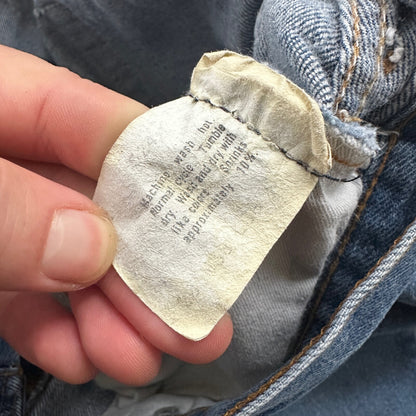 Machine wash hot,
Normal Cycle. Tumble
dry. Wash and dry with
like colors. Shrinks
approximately 10%.